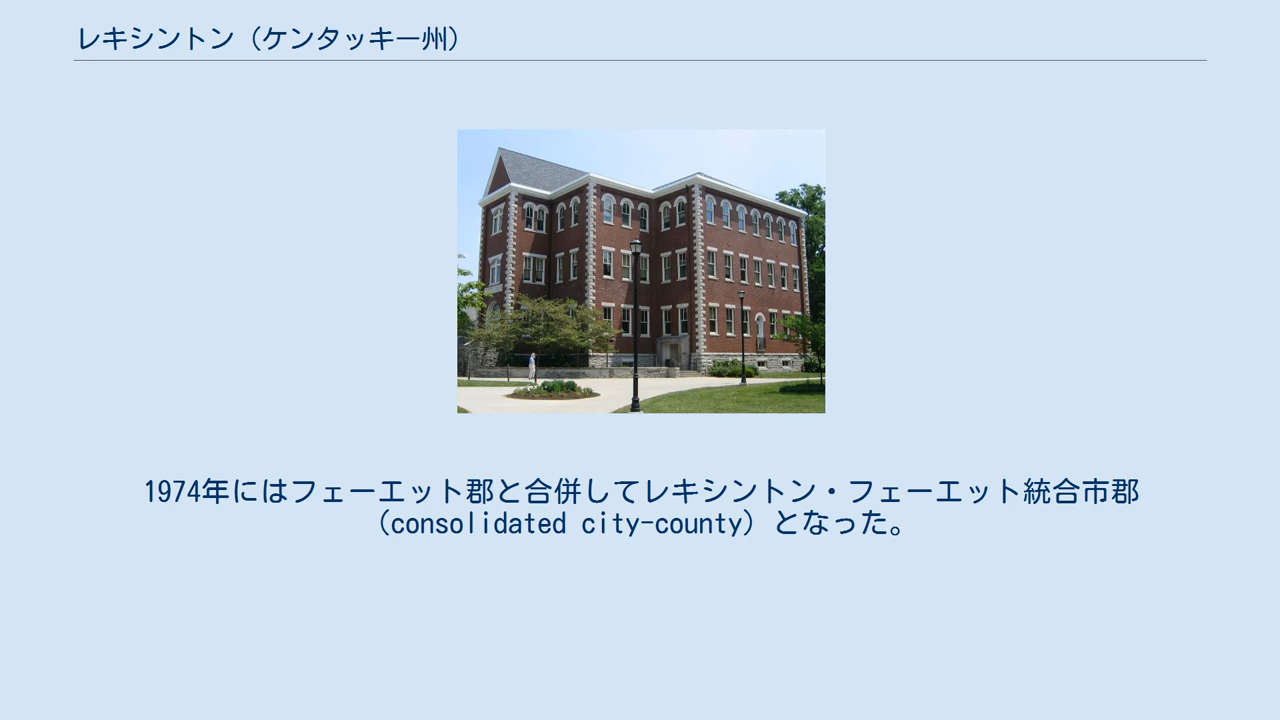 レキシントン（ケンタッキー州）
1974年にはフェーエット郡と合併してレキシントン・フェーエット統合市郡
（consolidated city-county）となった。